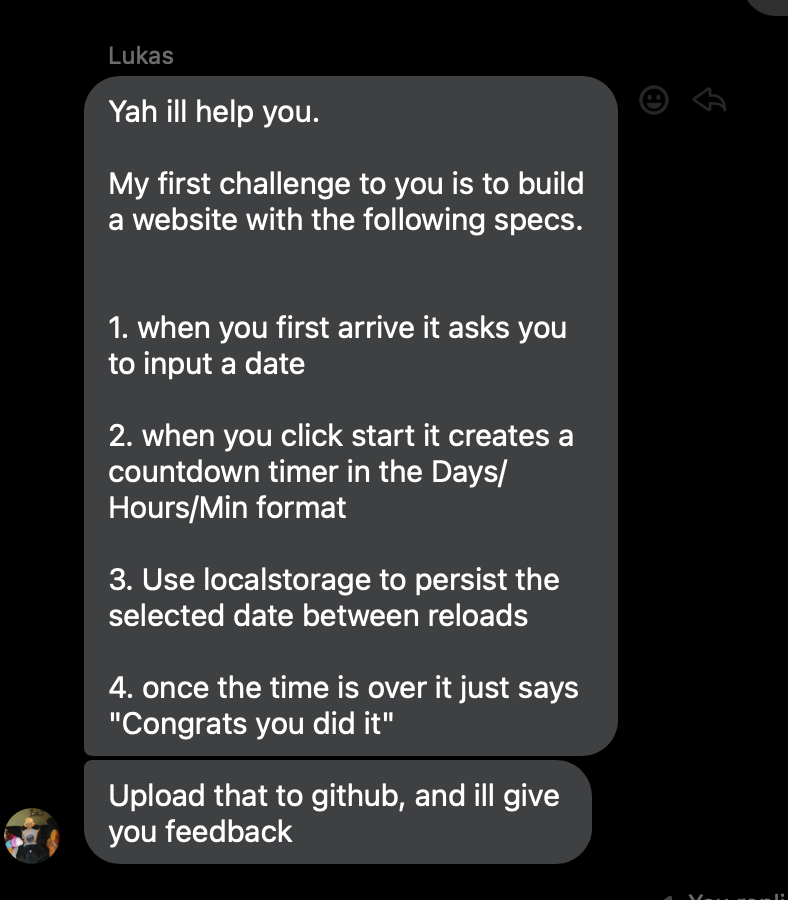 Lukas
Yah ill help you.
My first challenge to you is to build
a website with the following specs.
1. when you first arrive it asks you
to input a date
2. when you click start it creates a
countdown timer in the Days/
Hours/Min format
3. Use localstorage to persist the
selected date between reloads
4. once the time is over it just says
"Congrats you did it"
Upload that to github, and ill give
you feedback